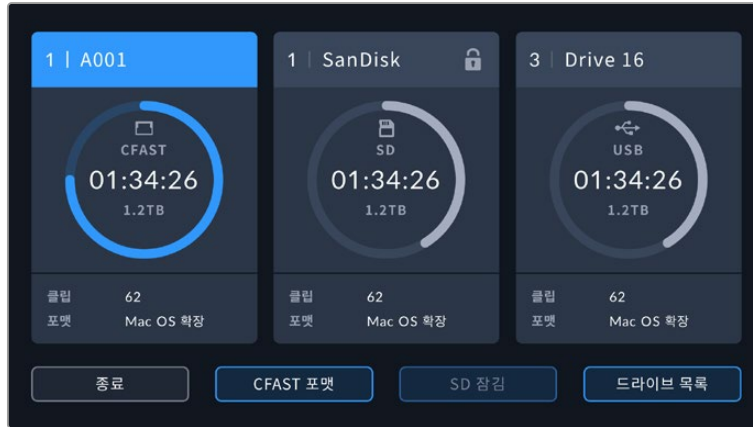 1 | A001
CFAST
01:34:26
1.2TB
클립 62
포맷 Mac OS 확장
1 | SanDisk
SD
01:34:26
1.2TB
클립 62
포맷 Mac OS 확장
3 | Drive 16
USB
01:34:26
1.2TB
클립 62
포맷 Mac OS 확장
종료
CFAST 포맷
SD 잠김
드라이브 목록